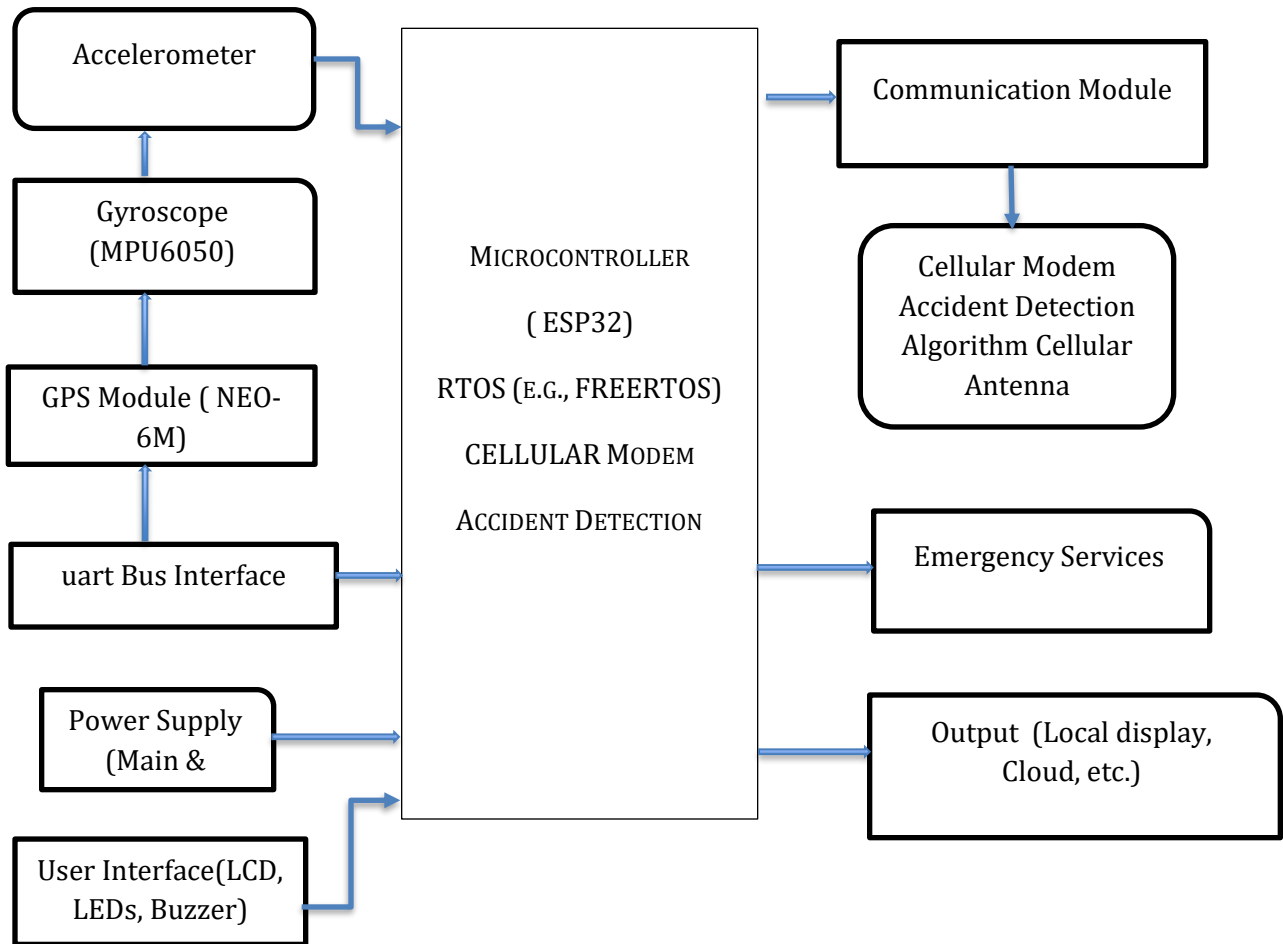 Accelerometer
Gyroscope
(MPU6050)
GPS Module ( NEO-
6M)
uart Bus Interface
Power Supply
(Main &
User Interface(LCD,
LEDs, Buzzer)
MICROCONTROLLER
( ESP32)
RTOS (E.G., FREERTOS)
CELLULAR MODEM
ACCIDENT DETECTION
Communication Module
Cellular Modem
Accident Detection
Algorithm Cellular
Antenna
Emergency Services
Output (Local display,
Cloud, etc.)